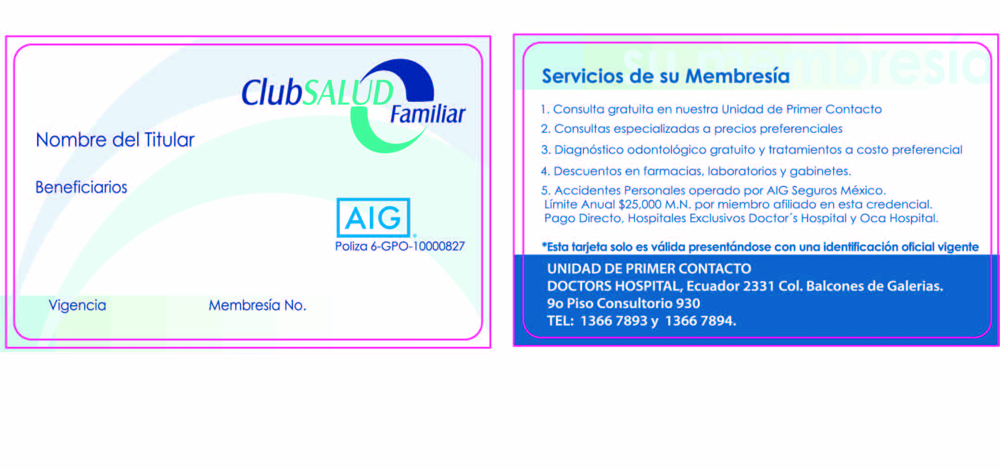 ClubSALUD
Familiar
Nombre del Titular
Beneficiarios
AIG®
Poliza 6-GPO-10000827
Vigencia
Membresía No.
su membresía
Servicios de su Membresía
1. Consulta gratuita en nuestra Unidad de Primer Contacto
2. Consultas especializadas a precios preferenciales
3. Diagnóstico odontológico gratuito y tratamientos a costo preferencial
4. Descuentos en farmacias, laboratorios y gabinetes.
5. Accidentes Personales operado por AIG Seguros México.
Límite Anual $25,000 M.N. por miembro afiliado en esta credencial.
Pago Directo, Hospitales Exclusivos Doctor´s Hospital y Oca Hospital.
*Esta tarjeta solo es válida presentándose con una identificación oficial vigente
UNIDAD DE PRIMER CONTACTO
DOCTORS HOSPITAL, Ecuador 2331 Col. Balcones de Galerias.
9o Piso Consultorio 930
TEL: 1366 7893 y 1366 7894.